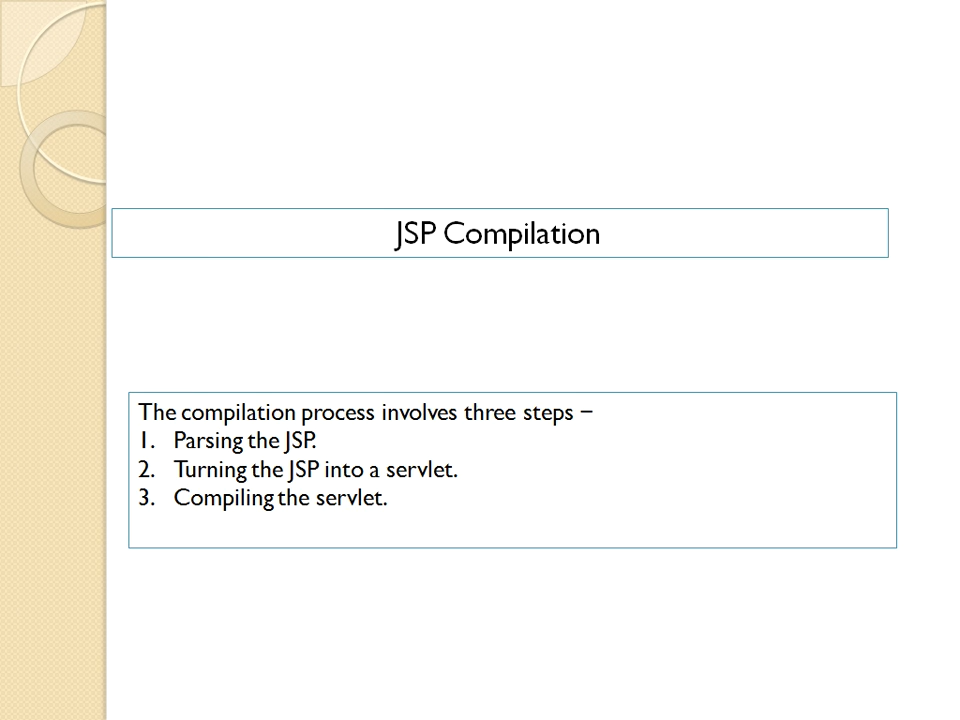 JSP Compilation
The compilation process involves three steps −
1. Parsing the JSP.
2. Turning the JSP into a servlet.
3. Compiling the servlet.